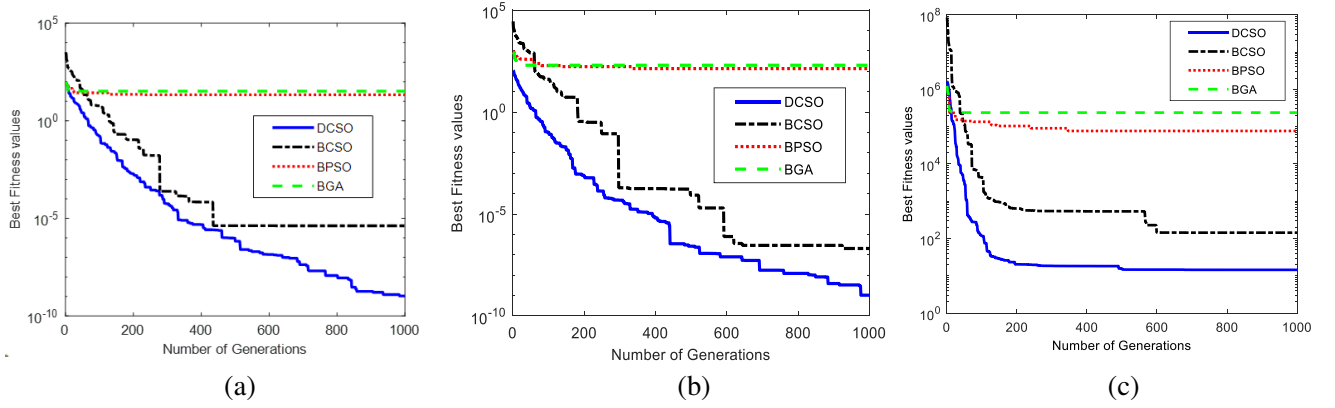 10^5
10^0
10^-5
10^-10
Best Fitness values
0 200 400 600 800 1000
Number of Generations
DCSO
BCSO
BPSO
BGA
(a)
10^5
10^0
10^-5
10^-10
Best Fitness values
0 200 400 600 800 1000
Number of Generations
DCSO
BCSO
BPSO
BGA
(b)
10^8
10^6
10^4
10^2
10^0
Best Fitness values
0 200 400 600 800 1000
Number of Generations
DCSO
BCSO
BPSO
BGA
(c)